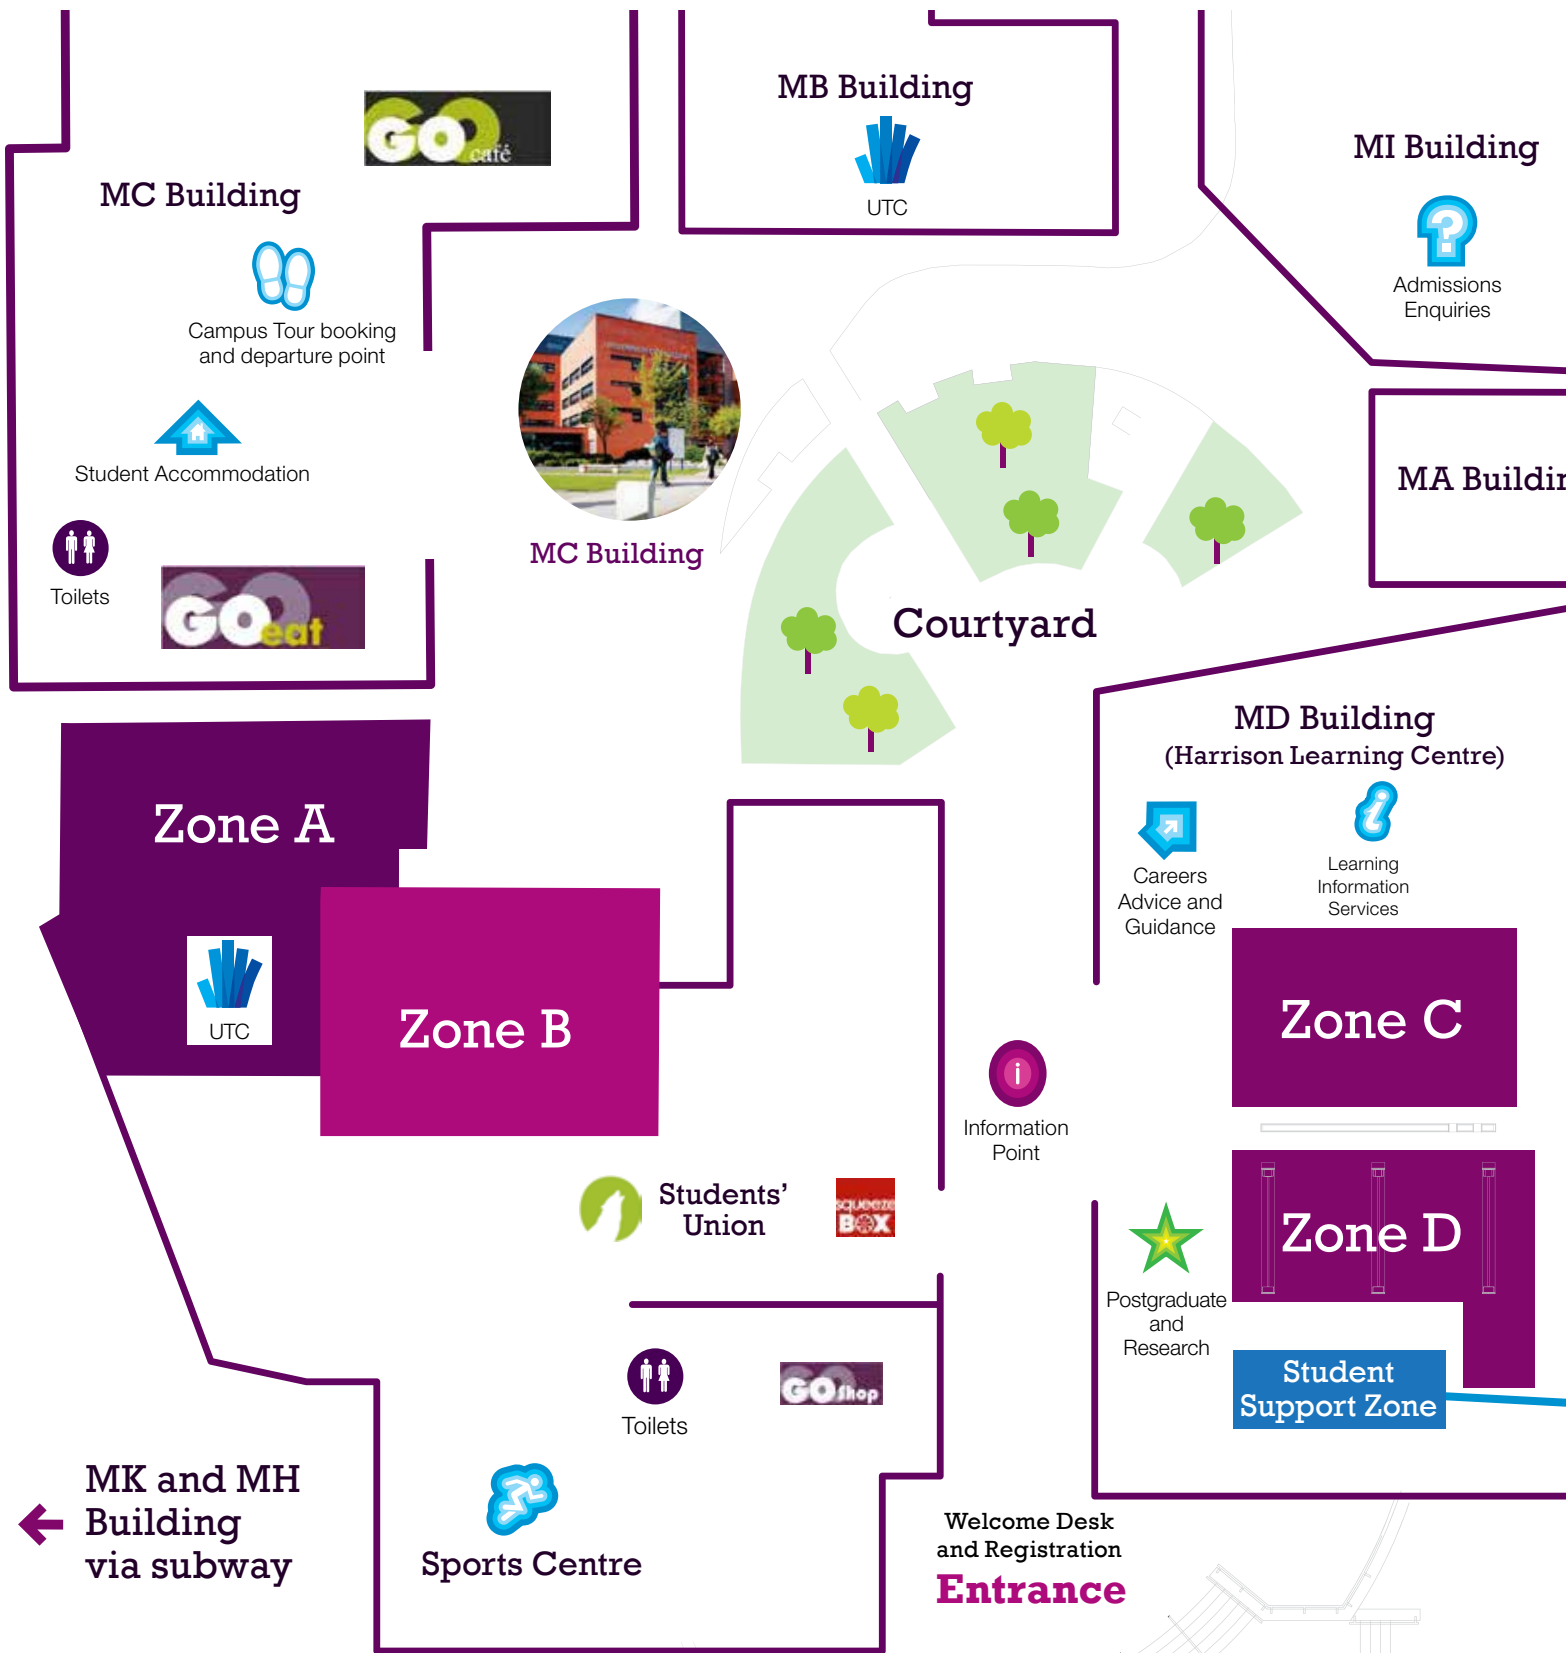 MB Building
UTC
MI Building
Admissions
Enquiries
GO café
MC Building
Campus Tour booking
and departure point
Student Accommodation
Toilets
GO eat
MC Building
MA Buildin
Courtyard
MD Building
(Harrison Learning Centre)
Careers
Advice and
Guidance
Learning
Information
Services
Zone A
UTC
Zone B
Zone C
Information
Point
Students’
Union
squeeze
BOX
Zone D
Postgraduate
and
Research
Student
Support Zone
Toilets
GO Shop
MK and MH
Building
via subway
Sports Centre
Welcome Desk
and Registration
Entrance